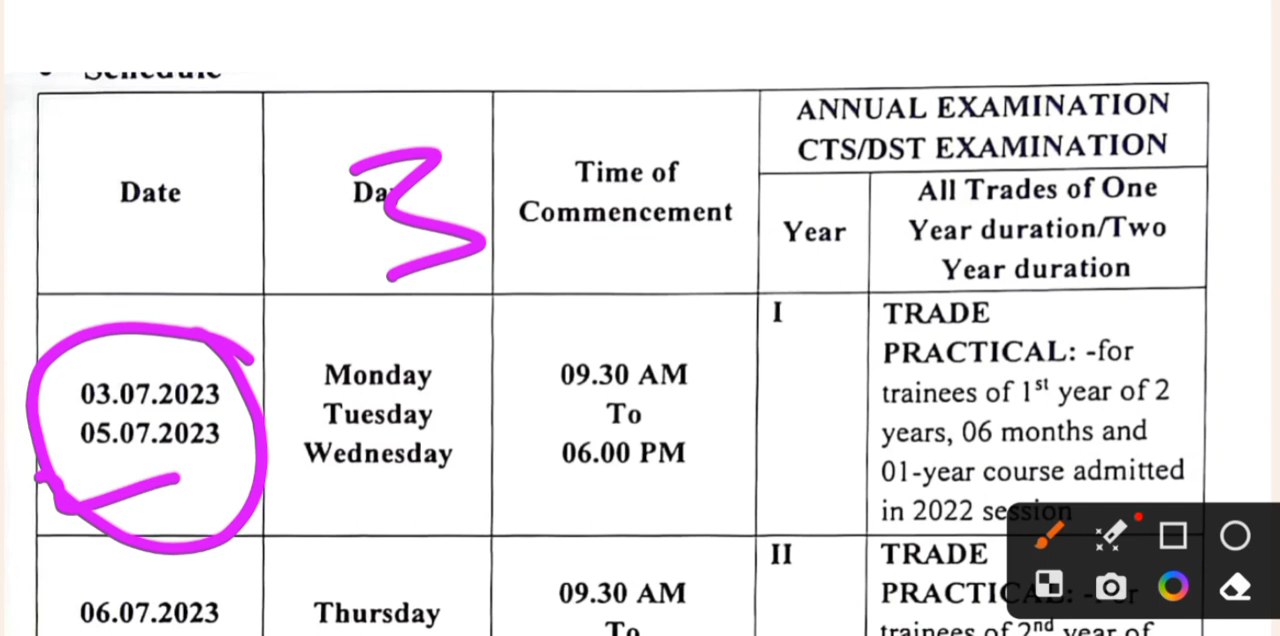 Schedule
Date
Time of
Commencement
ANNUAL EXAMINATION
CTS/DST EXAMINATION
Year
All Trades of One
Year duration/Two
Year duration
03.07.2023
05.07.2023
Monday
Tuesday
Wednesday
09.30 AM
To
06.00 PM
I
TRADE
PRACTICAL: -for
trainees of 1st year of 2
years, 06 months and
01-year course admitted
in 2022 session
06.07.2023
Thursday
09.30 AM
To
II
TRADE
PRACTICAL: -For
trainees of 2nd year of
3